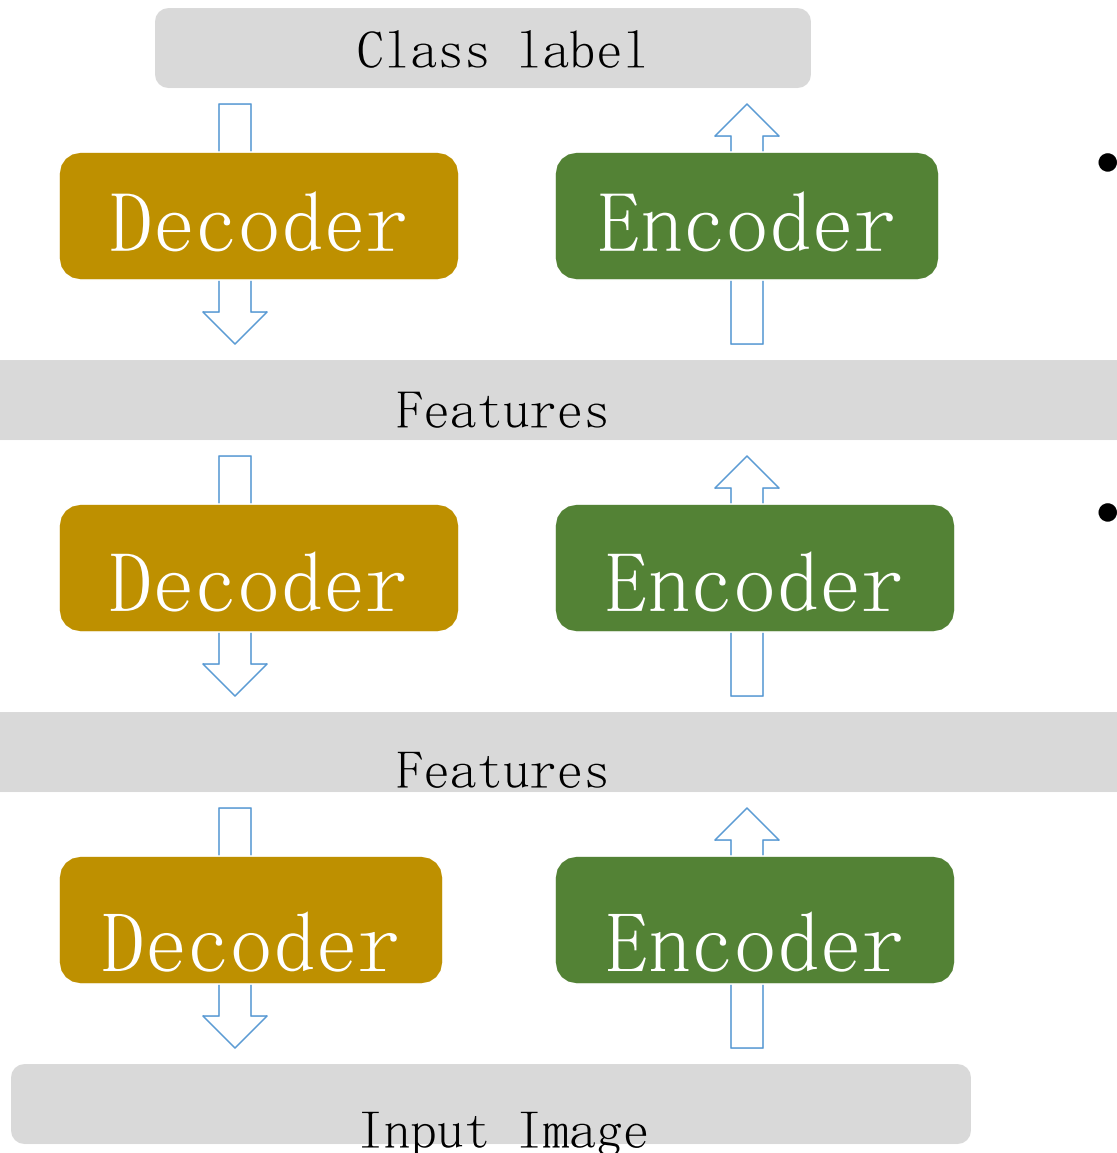 Class label
Decoder Encoder
Features
Decoder Encoder
Features
Decoder Encoder
Input Image